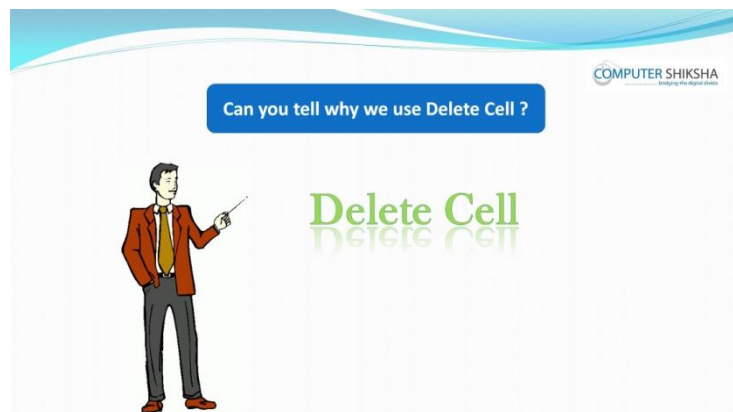 COMPUTER SHIKSHA
bridging the digital divide
Can you tell why we use Delete Cell ?
Delete Cell